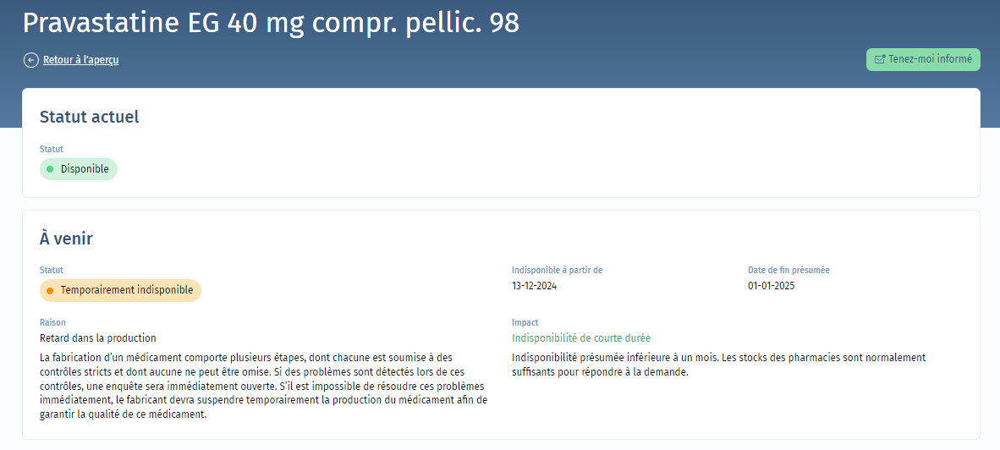 Pravastatine EG 40 mg compr. pellic. 98
Retour à l'aperçu
Tenez-moi informé
Statut actuel
Statut
Disponible
À venir
Statut
Temporairement indisponible
Indisponible à partir de
13-12-2024
Date de fin présumée
01-01-2025
Raison
Retard dans la production
La fabrication d’un médicament comporte plusieurs étapes, dont chacune est soumise à des
contrôles stricts et dont aucune ne peut être omise. Si des problèmes sont détectés lors de ces
contrôles, une enquête sera immédiatement ouverte. S’il est impossible de résoudre ces problèmes
immédiatement, le fabricant devra suspendre temporairement la production du médicament afin de
garantir la qualité de ce médicament.
Impact
Indisponibilité de courte durée
Indisponibilité présumée inférieure à un mois. Les stocks des pharmacies sont normalement
suffisants pour répondre à la demande.